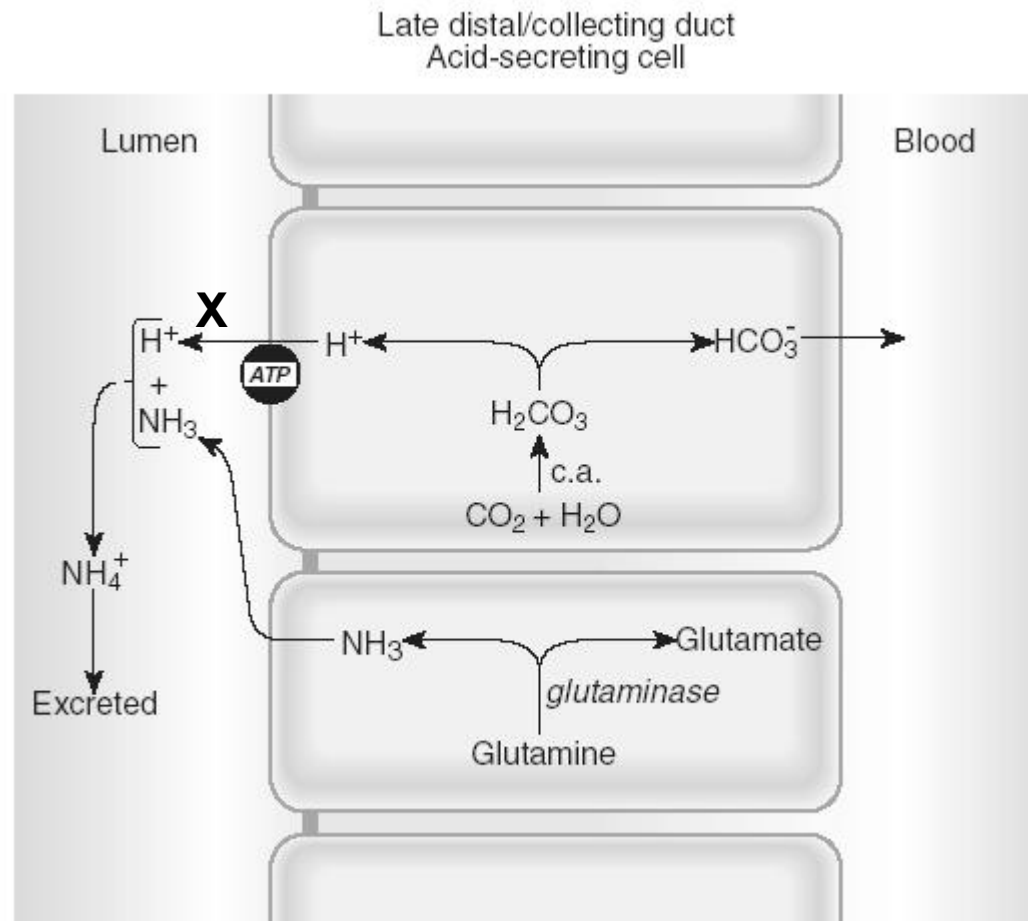 Late distal/collecting duct
Acid-secreting cell
Lumen
Blood
X
H⁺
H⁺
HCO₃⁻
ATP
+
NH₃
H₂CO₃
c.a.
CO₂ + H₂O
NH₄⁺
NH₃
Glutamate
glutaminase
Excreted
Glutamine